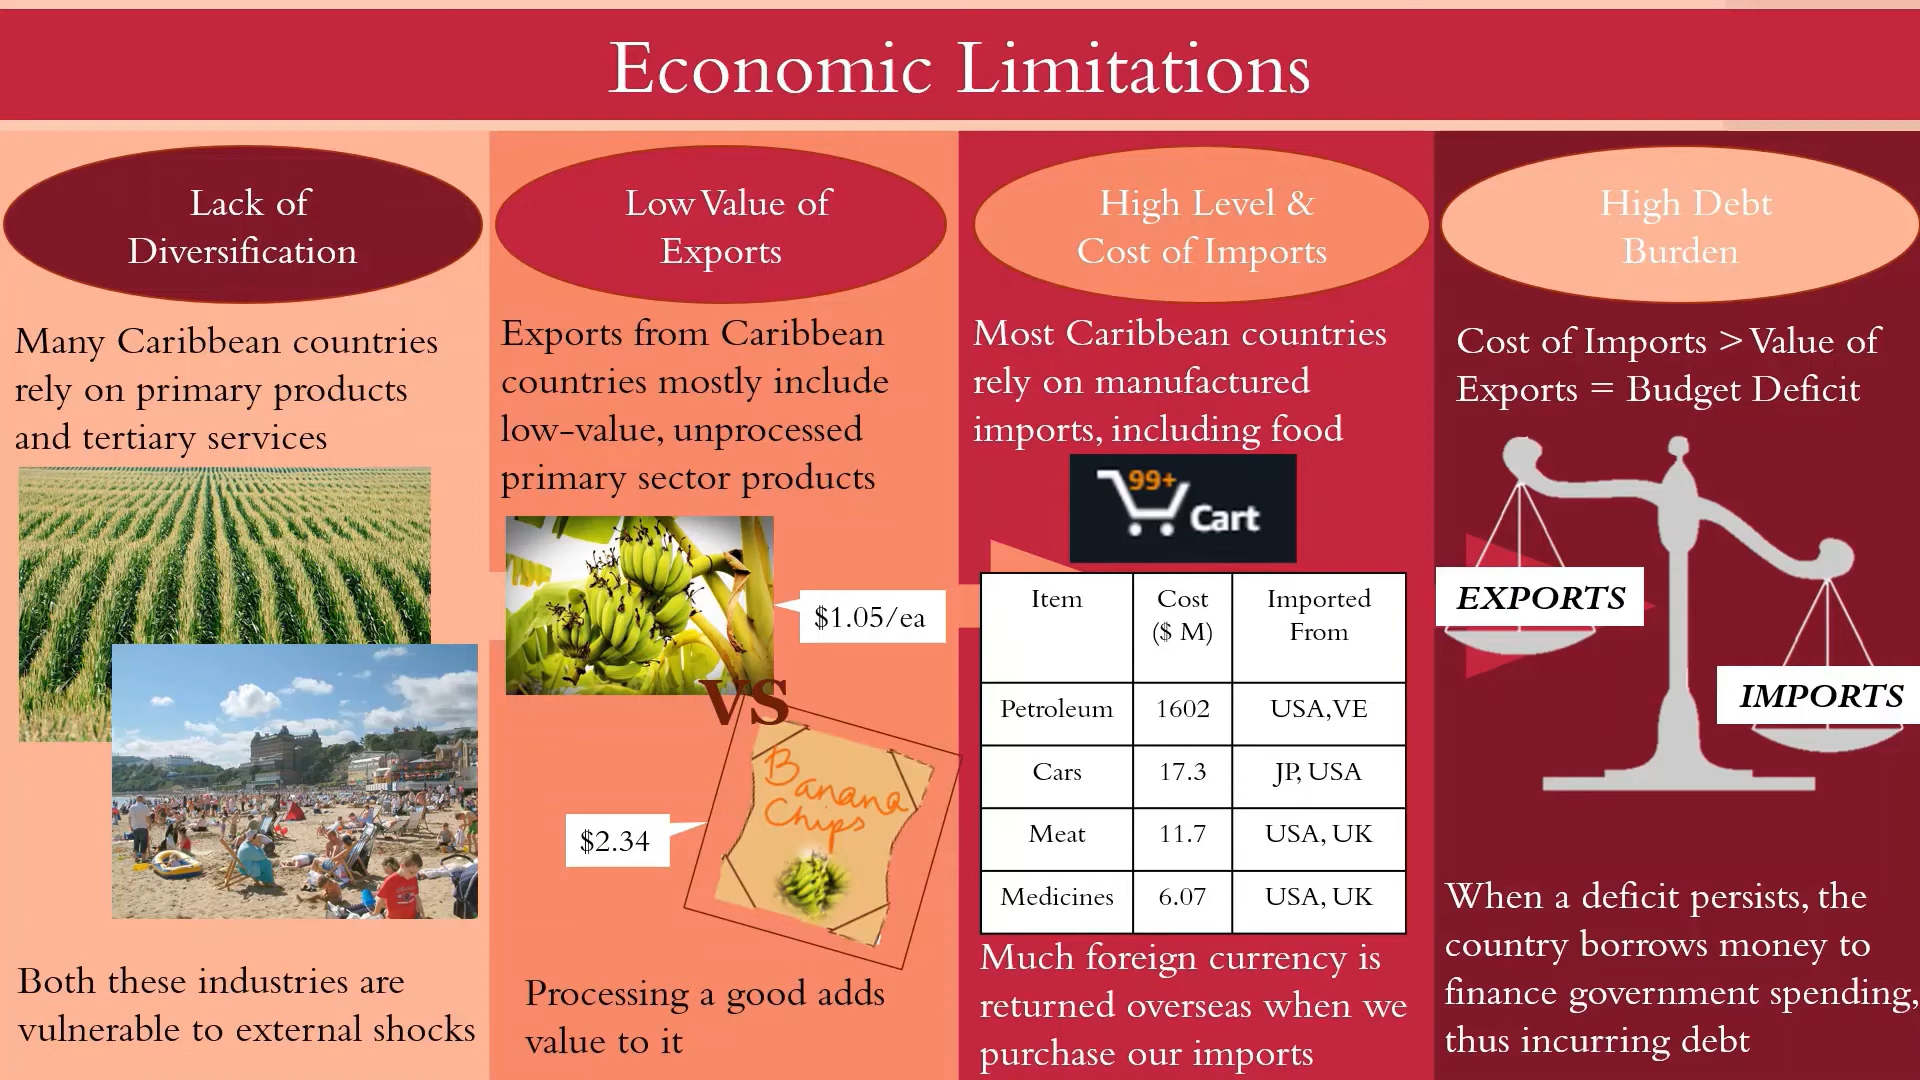 Economic Limitations
Lack of
Diversification
Many Caribbean countries
rely on primary products
and tertiary services
Both these industries are
vulnerable to external shocks
Low Value of
Exports
Exports from Caribbean
countries mostly include
low-value, unprocessed
primary sector products
$1.05/ea
VS
Banana
Chips
$2.34
Processing a good adds
value to it
High Level &
Cost of Imports
Most Caribbean countries
rely on manufactured
imports, including food
99+
Cart
Item Cost ($ M) Imported From
Petroleum 1602 USA,VE
Cars 17.3 JP, USA
Meat 11.7 USA, UK
Medicines 6.07 USA, UK
Much foreign currency is
returned overseas when we
purchase our imports
High Debt
Burden
Cost of Imports > Value of
Exports = Budget Deficit
EXPORTS
IMPORTS
When a deficit persists, the
country borrows money to
finance government spending,
thus incurring debt